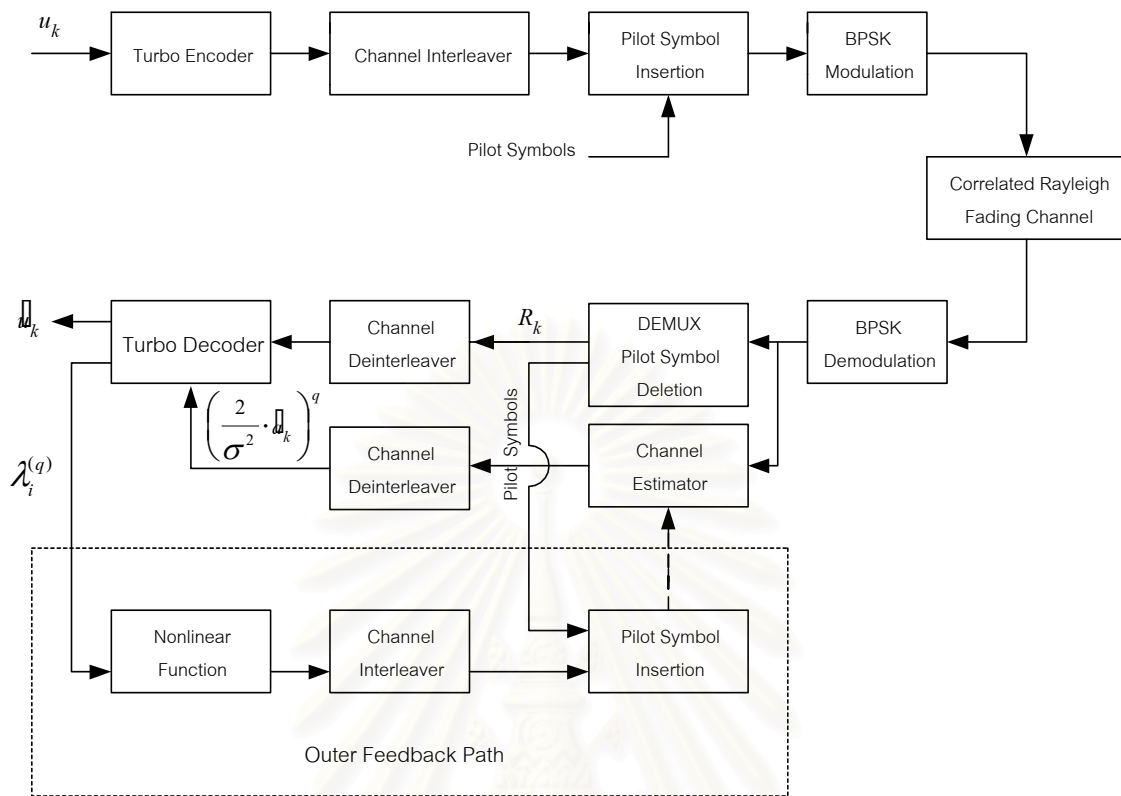 u_k
Turbo Encoder
Channel Interleaver
Pilot Symbol
Insertion
BPSK
Modulation
Pilot Symbols
Correlated Rayleigh
Fading Channel
R_k
Turbo Decoder
Channel
Deinterleaver
DEMUX
Pilot Symbol
Deletion
BPSK
Demodulation
Pilot Symbols
Channel
Deinterleaver
Channel
Estimator
λ_i^{(q)}
Nonlinear
Function
Channel
Interleaver
Pilot Symbol
Insertion
Outer Feedback Path